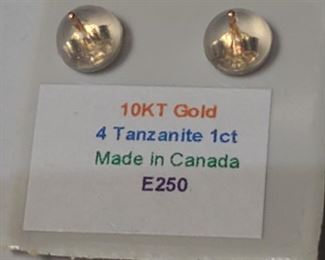 10KT Gold
4 Tanzanite 1ct
Made in Canada
E250